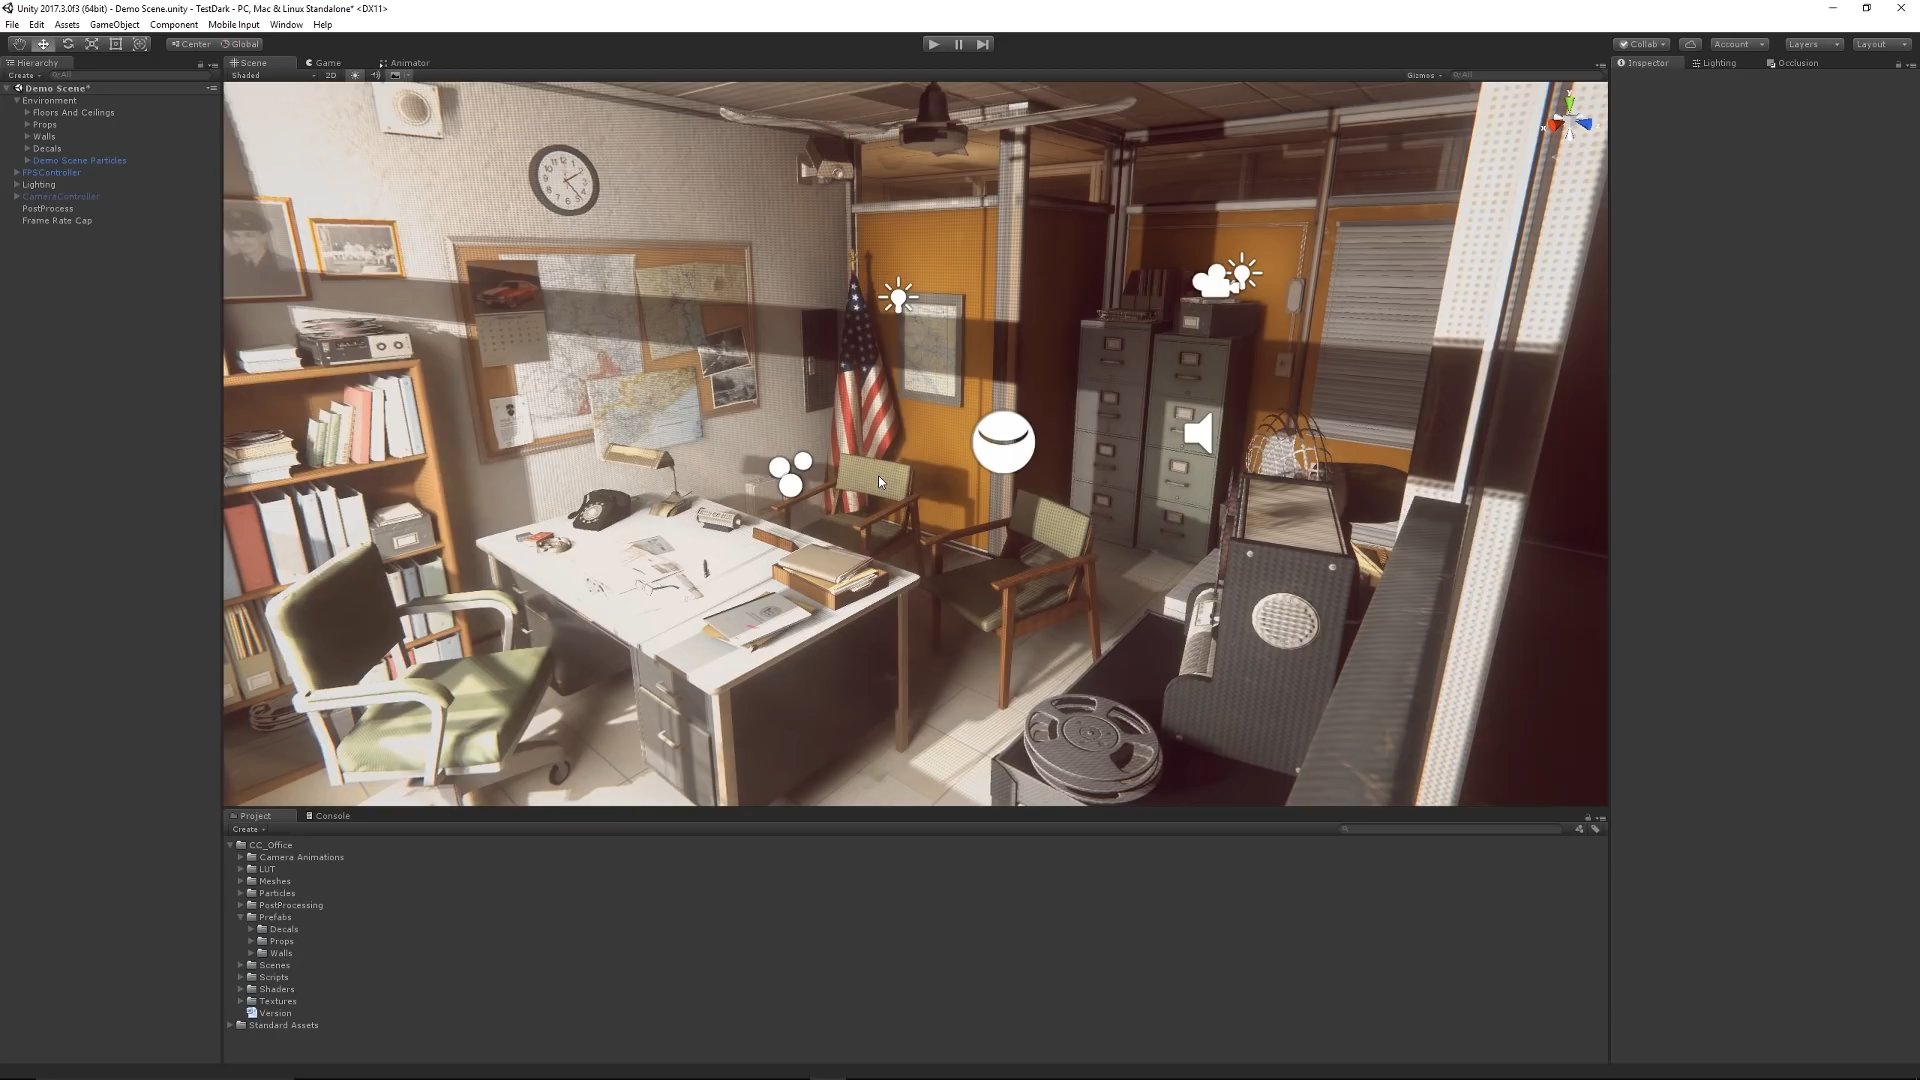 Unity 2017.3.0f3 (64bit) - Demo Scene.unity - TestDark - PC, Mac & Linux Standalone* <DX11>
File Edit Assets GameObject Component Mobile Input Window Help
Center Global Collab Account Layers Layout
Hierarchy Scene Game Animator Inspector Lighting Occlusion
Create All Shaded 2D Gizmos All
Demo Scene*
Environment
Floors And Ceilings
Props
Walls
Decals
Demo Scene Particles
FPSController
Lighting
CameraController
PostProcess
Frame Rate Cap
Project Console
Create
CC_Office
Camera Animations
LUT
Meshes
Particles
PostProcessing
Prefabs
Decals
Props
Walls
Scenes
Scripts
Shaders
Textures
Version
Standard Assets